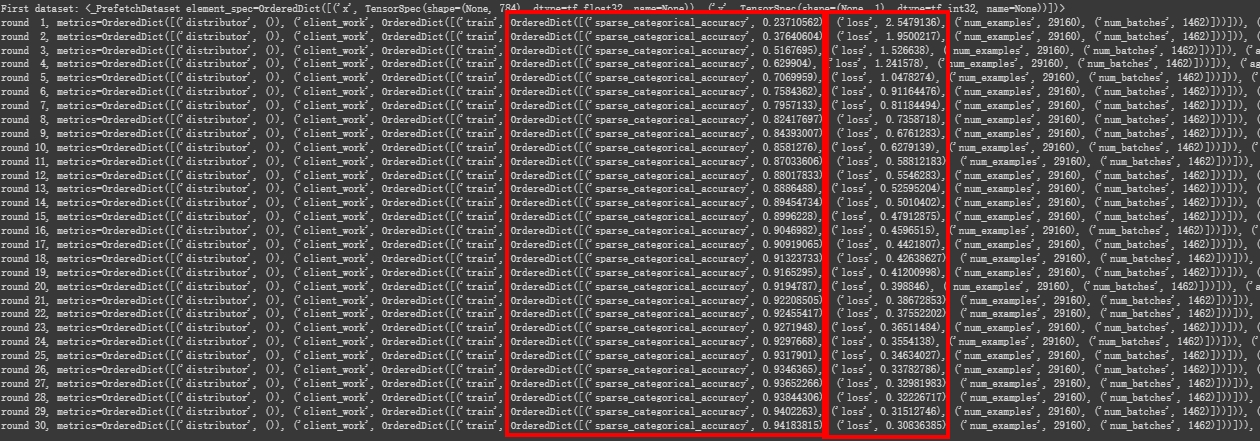 First dataset: <_PrefetchDataset element_spec=OrderedDict([('x', TensorSpec(shape=(None, 784), dtype=tf.float32, name=None)), ('y', TensorSpec(shape=(None, 1), dtype=tf.int32, name=None))])>
round  1, metrics=OrderedDict([('distributor', ()), ('client_work', OrderedDict([('train', OrderedDict([('sparse_categorical_accuracy', 0.23710562), ('loss', 2.5479136), ('num_examples', 29160), ('num_batches', 1462)]))])),
round  2, metrics=OrderedDict([('distributor', ()), ('client_work', OrderedDict([('train', OrderedDict([('sparse_categorical_accuracy', 0.37640604), ('loss', 1.9500217), ('num_examples', 29160), ('num_batches', 1462)]))])),
round  3, metrics=OrderedDict([('distributor', ()), ('client_work', OrderedDict([('train', OrderedDict([('sparse_categorical_accuracy', 0.5167695), ('loss', 1.526638), ('num_examples', 29160), ('num_batches', 1462)]))])),
round  4, metrics=OrderedDict([('distributor', ()), ('client_work', OrderedDict([('train', OrderedDict([('sparse_categorical_accuracy', 0.629904), ('loss', 1.241578), ('num_examples', 29160), ('num_batches', 1462)]))])),
round  5, metrics=OrderedDict([('distributor', ()), ('client_work', OrderedDict([('train', OrderedDict([('sparse_categorical_accuracy', 0.7069959), ('loss', 1.0478274), ('num_examples', 29160), ('num_batches', 1462)]))])),
round  6, metrics=OrderedDict([('distributor', ()), ('client_work', OrderedDict([('train', OrderedDict([('sparse_categorical_accuracy', 0.7584362), ('loss', 0.91164476), ('num_examples', 29160), ('num_batches', 1462)]))])),
round  7, metrics=OrderedDict([('distributor', ()), ('client_work', OrderedDict([('train', OrderedDict([('sparse_categorical_accuracy', 0.7957133), ('loss', 0.81184494), ('num_examples', 29160), ('num_batches', 1462)]))])),
round  8, metrics=OrderedDict([('distributor', ()), ('client_work', OrderedDict([('train', OrderedDict([('sparse_categorical_accuracy', 0.82417697), ('loss', 0.7358718), ('num_examples', 29160), ('num_batches', 1462)]))])),
round  9, metrics=OrderedDict([('distributor', ()), ('client_work', OrderedDict([('train', OrderedDict([('sparse_categorical_accuracy', 0.84393007), ('loss', 0.6761283), ('num_examples', 29160), ('num_batches', 1462)]))])),
round 10, metrics=OrderedDict([('distributor', ()), ('client_work', OrderedDict([('train', OrderedDict([('sparse_categorical_accuracy', 0.8581276), ('loss', 0.6279139), ('num_examples', 29160), ('num_batches', 1462)]))])),
round 11, metrics=OrderedDict([('distributor', ()), ('client_work', OrderedDict([('train', OrderedDict([('sparse_categorical_accuracy', 0.87033606), ('loss', 0.58812183), ('num_examples', 29160), ('num_batches', 1462)]))])),
round 12, metrics=OrderedDict([('distributor', ()), ('client_work', OrderedDict([('train', OrderedDict([('sparse_categorical_accuracy', 0.88017833), ('loss', 0.5546283), ('num_examples', 29160), ('num_batches', 1462)]))])),
round 13, metrics=OrderedDict([('distributor', ()), ('client_work', OrderedDict([('train', OrderedDict([('sparse_categorical_accuracy', 0.8886488), ('loss', 0.52595204), ('num_examples', 29160), ('num_batches', 1462)]))])),
round 14, metrics=OrderedDict([('distributor', ()), ('client_work', OrderedDict([('train', OrderedDict([('sparse_categorical_accuracy', 0.89454734), ('loss', 0.5010402), ('num_examples', 29160), ('num_batches', 1462)]))])),
round 15, metrics=OrderedDict([('distributor', ()), ('client_work', OrderedDict([('train', OrderedDict([('sparse_categorical_accuracy', 0.8996228), ('loss', 0.47912875), ('num_examples', 29160), ('num_batches', 1462)]))])),
round 16, metrics=OrderedDict([('distributor', ()), ('client_work', OrderedDict([('train', OrderedDict([('sparse_categorical_accuracy', 0.9046982), ('loss', 0.4596515), ('num_examples', 29160), ('num_batches', 1462)]))])),
round 17, metrics=OrderedDict([('distributor', ()), ('client_work', OrderedDict([('train', OrderedDict([('sparse_categorical_accuracy', 0.90919065), ('loss', 0.4421807), ('num_examples', 29160), ('num_batches', 1462)]))])),
round 18, metrics=OrderedDict([('distributor', ()), ('client_work', OrderedDict([('train', OrderedDict([('sparse_categorical_accuracy', 0.91323733), ('loss', 0.42638627), ('num_examples', 29160), ('num_batches', 1462)]))])),
round 19, metrics=OrderedDict([('distributor', ()), ('client_work', OrderedDict([('train', OrderedDict([('sparse_categorical_accuracy', 0.9165295), ('loss', 0.41200998), ('num_examples', 29160), ('num_batches', 1462)]))])),
round 20, metrics=OrderedDict([('distributor', ()), ('client_work', OrderedDict([('train', OrderedDict([('sparse_categorical_accuracy', 0.9194787), ('loss', 0.398846), ('num_examples', 29160), ('num_batches', 1462)]))])),
round 21, metrics=OrderedDict([('distributor', ()), ('client_work', OrderedDict([('train', OrderedDict([('sparse_categorical_accuracy', 0.92208505), ('loss', 0.38672853), ('num_examples', 29160), ('num_batches', 1462)]))])),
round 22, metrics=OrderedDict([('distributor', ()), ('client_work', OrderedDict([('train', OrderedDict([('sparse_categorical_accuracy', 0.92455417), ('loss', 0.37552202), ('num_examples', 29160), ('num_batches', 1462)]))])),
round 23, metrics=OrderedDict([('distributor', ()), ('client_work', OrderedDict([('train', OrderedDict([('sparse_categorical_accuracy', 0.9271948), ('loss', 0.36511484), ('num_examples', 29160), ('num_batches', 1462)]))])),
round 24, metrics=OrderedDict([('distributor', ()), ('client_work', OrderedDict([('train', OrderedDict([('sparse_categorical_accuracy', 0.9297668), ('loss', 0.3554138), ('num_examples', 29160), ('num_batches', 1462)]))])),
round 25, metrics=OrderedDict([('distributor', ()), ('client_work', OrderedDict([('train', OrderedDict([('sparse_categorical_accuracy', 0.9317901), ('loss', 0.34634027), ('num_examples', 29160), ('num_batches', 1462)]))])),
round 26, metrics=OrderedDict([('distributor', ()), ('client_work', OrderedDict([('train', OrderedDict([('sparse_categorical_accuracy', 0.9346365), ('loss', 0.33782786), ('num_examples', 29160), ('num_batches', 1462)]))])),
round 27, metrics=OrderedDict([('distributor', ()), ('client_work', OrderedDict([('train', OrderedDict([('sparse_categorical_accuracy', 0.93652266), ('loss', 0.32981983), ('num_examples', 29160), ('num_batches', 1462)]))])),
round 28, metrics=OrderedDict([('distributor', ()), ('client_work', OrderedDict([('train', OrderedDict([('sparse_categorical_accuracy', 0.93844306), ('loss', 0.32226717), ('num_examples', 29160), ('num_batches', 1462)]))])),
round 29, metrics=OrderedDict([('distributor', ()), ('client_work', OrderedDict([('train', OrderedDict([('sparse_categorical_accuracy', 0.9402263), ('loss', 0.31512746), ('num_examples', 29160), ('num_batches', 1462)]))])),
round 30, metrics=OrderedDict([('distributor', ()), ('client_work', OrderedDict([('train', OrderedDict([('sparse_categorical_accuracy', 0.94183815), ('loss', 0.30836385), ('num_examples', 29160), ('num_batches', 1462)]))])),